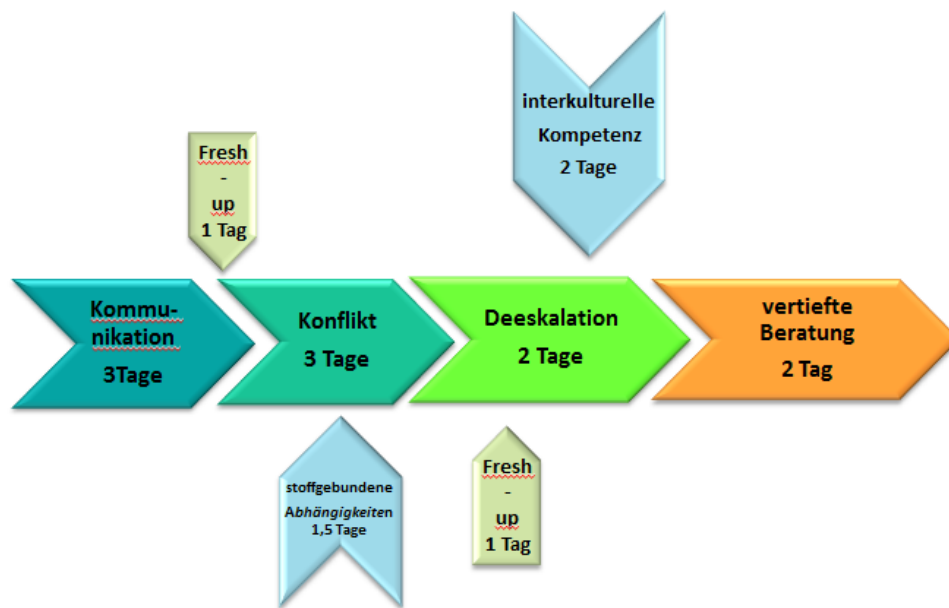 interkulturelle
Kompetenz
2 Tage
Fresh
-
up
1 Tag
Kommu-
nikation
3Tage
Konflikt
3 Tage
Deeskalation
2 Tage
vertiefte
Beratung
2 Tag
stoffgebundene
Abhängigkeiten
1,5 Tage
Fresh
-
up
1 Tag